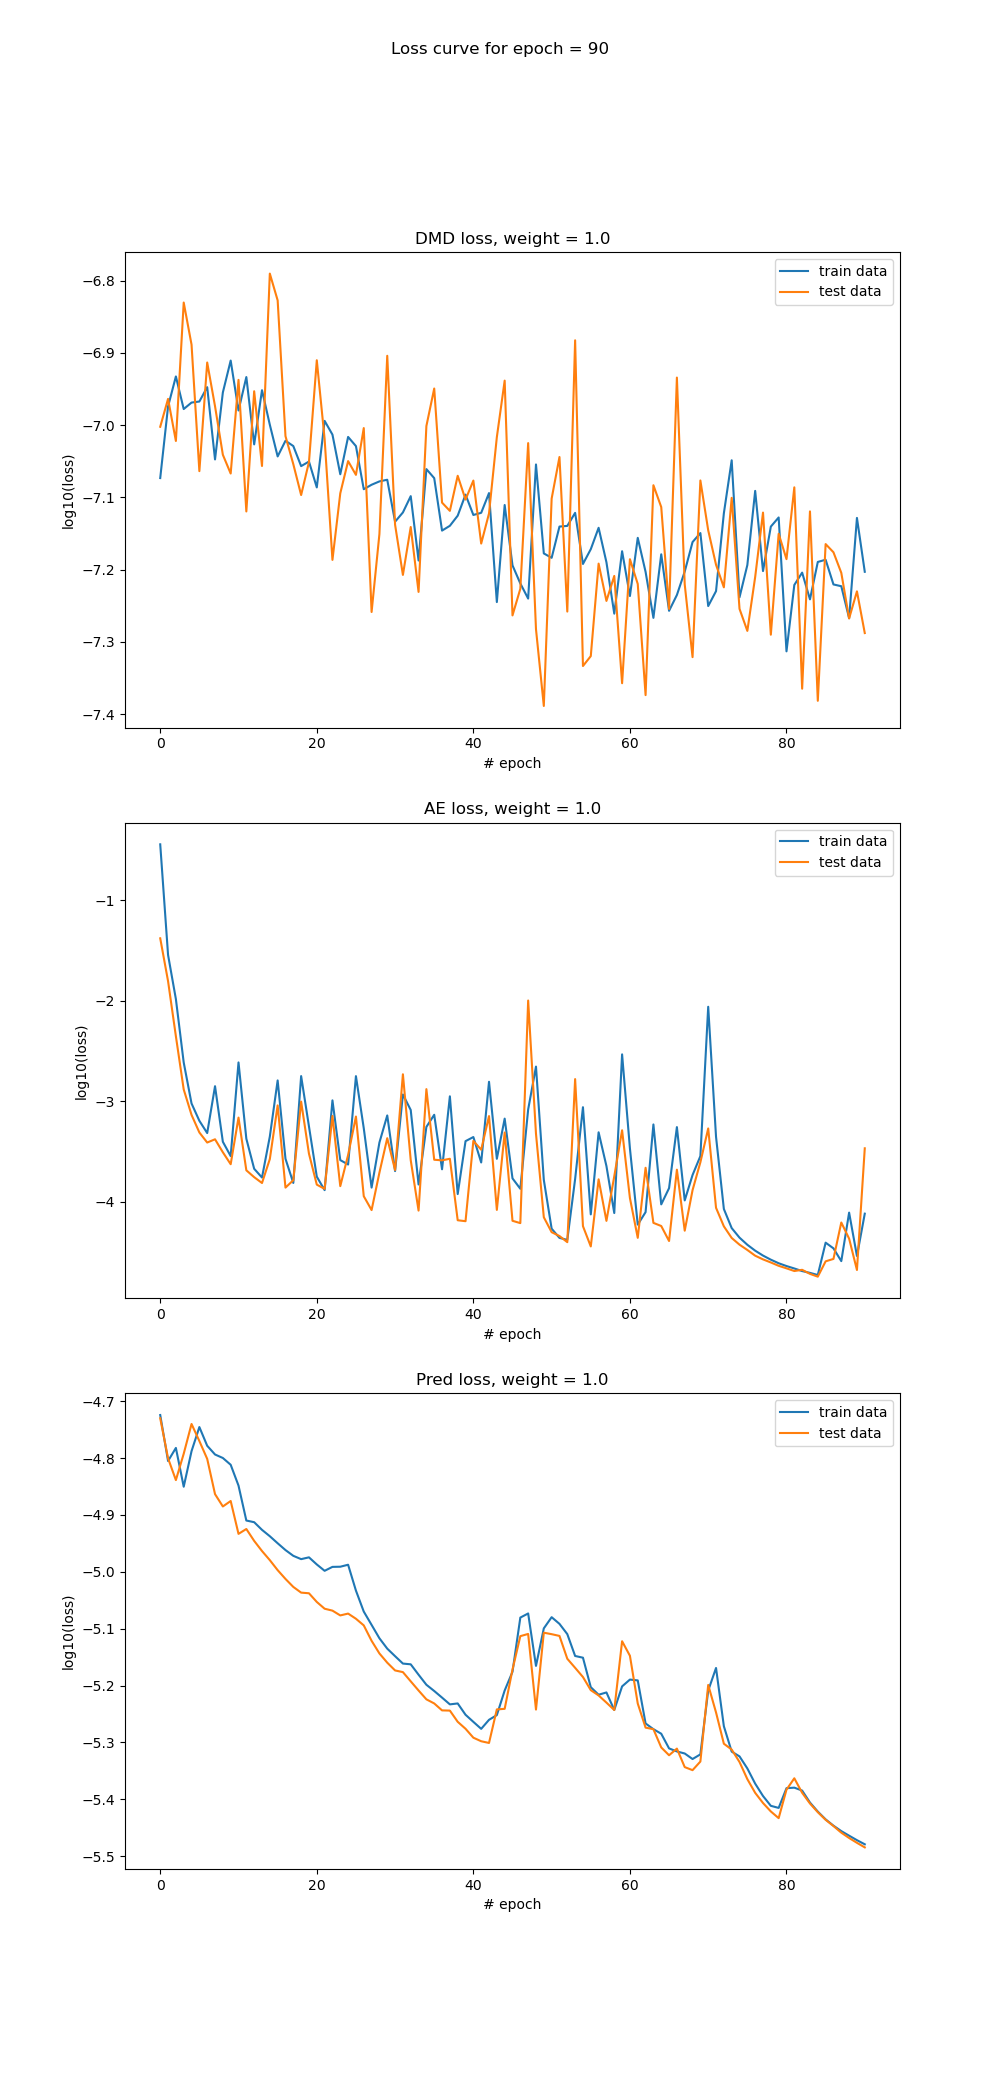 Loss curve for epoch = 90
DMD loss, weight = 1.0
train data
test data
−6.8
−6.9
−7.0
−7.1
−7.2
−7.3
−7.4
log10(loss)
0 20 40 60 80
# epoch
AE loss, weight = 1.0
train data
test data
−1
−2
−3
−4
log10(loss)
0 20 40 60 80
# epoch
Pred loss, weight = 1.0
train data
test data
−4.7
−4.8
−4.9
−5.0
−5.1
−5.2
−5.3
−5.4
−5.5
log10(loss)
0 20 40 60 80
# epoch